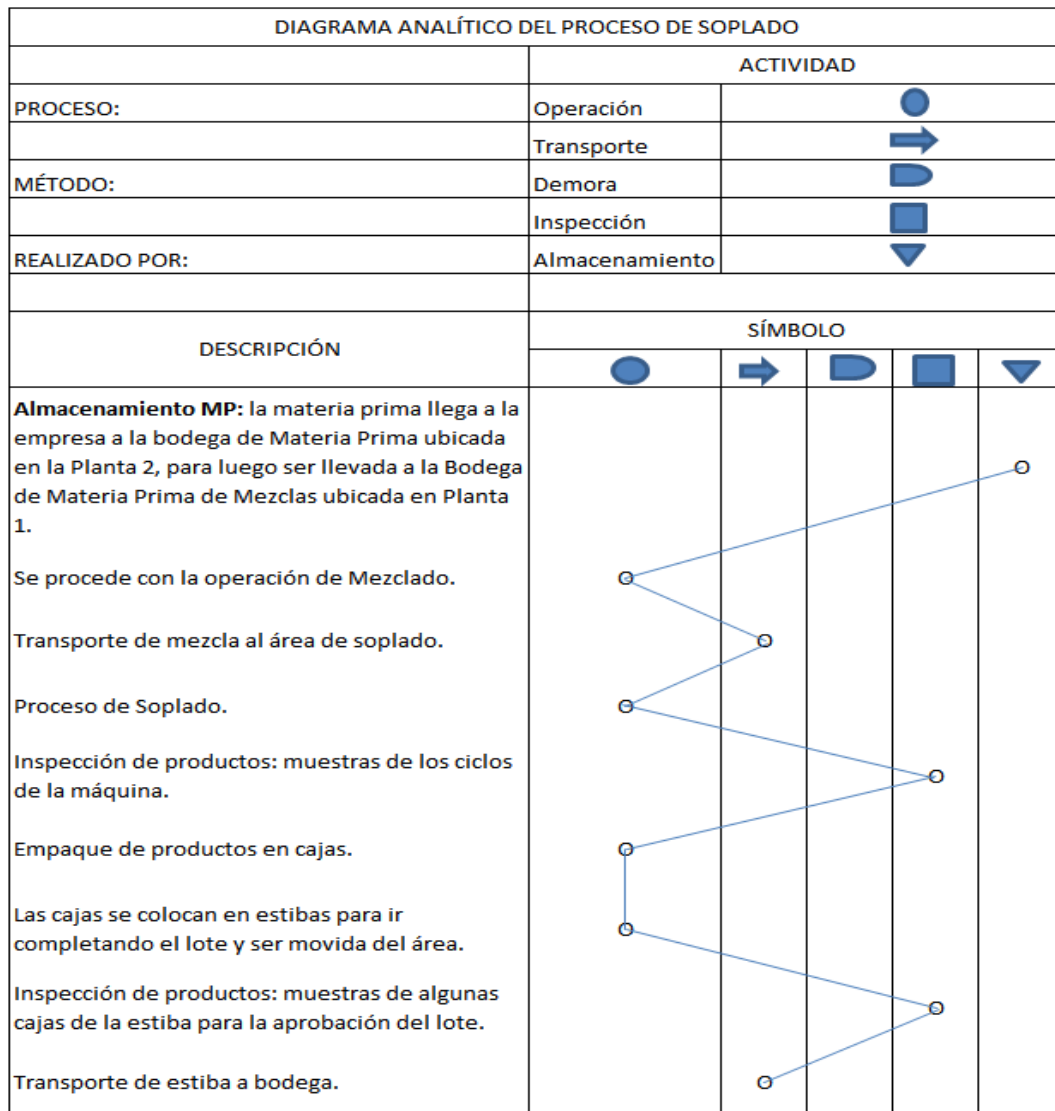 DIAGRAMA ANALÍTICO DEL PROCESO DE SOPLADO
ACTIVIDAD
PROCESO:
Operación
Transporte
MÉTODO:
Demora
Inspección
REALIZADO POR:
Almacenamiento
DESCRIPCIÓN
SÍMBOLO
Almacenamiento MP: la materia prima llega a la
empresa a la bodega de Materia Prima ubicada
en la Planta 2, para luego ser llevada a la Bodega
de Materia Prima de Mezclas ubicada en Planta
1.
Se procede con la operación de Mezclado.
Transporte de mezcla al área de soplado.
Proceso de Soplado.
Inspección de productos: muestras de los ciclos
de la máquina.
Empaque de productos en cajas.
Las cajas se colocan en estibas para ir
completando el lote y ser movida del área.
Inspección de productos: muestras de algunas
cajas de la estiba para la aprobación del lote.
Transporte de estiba a bodega.